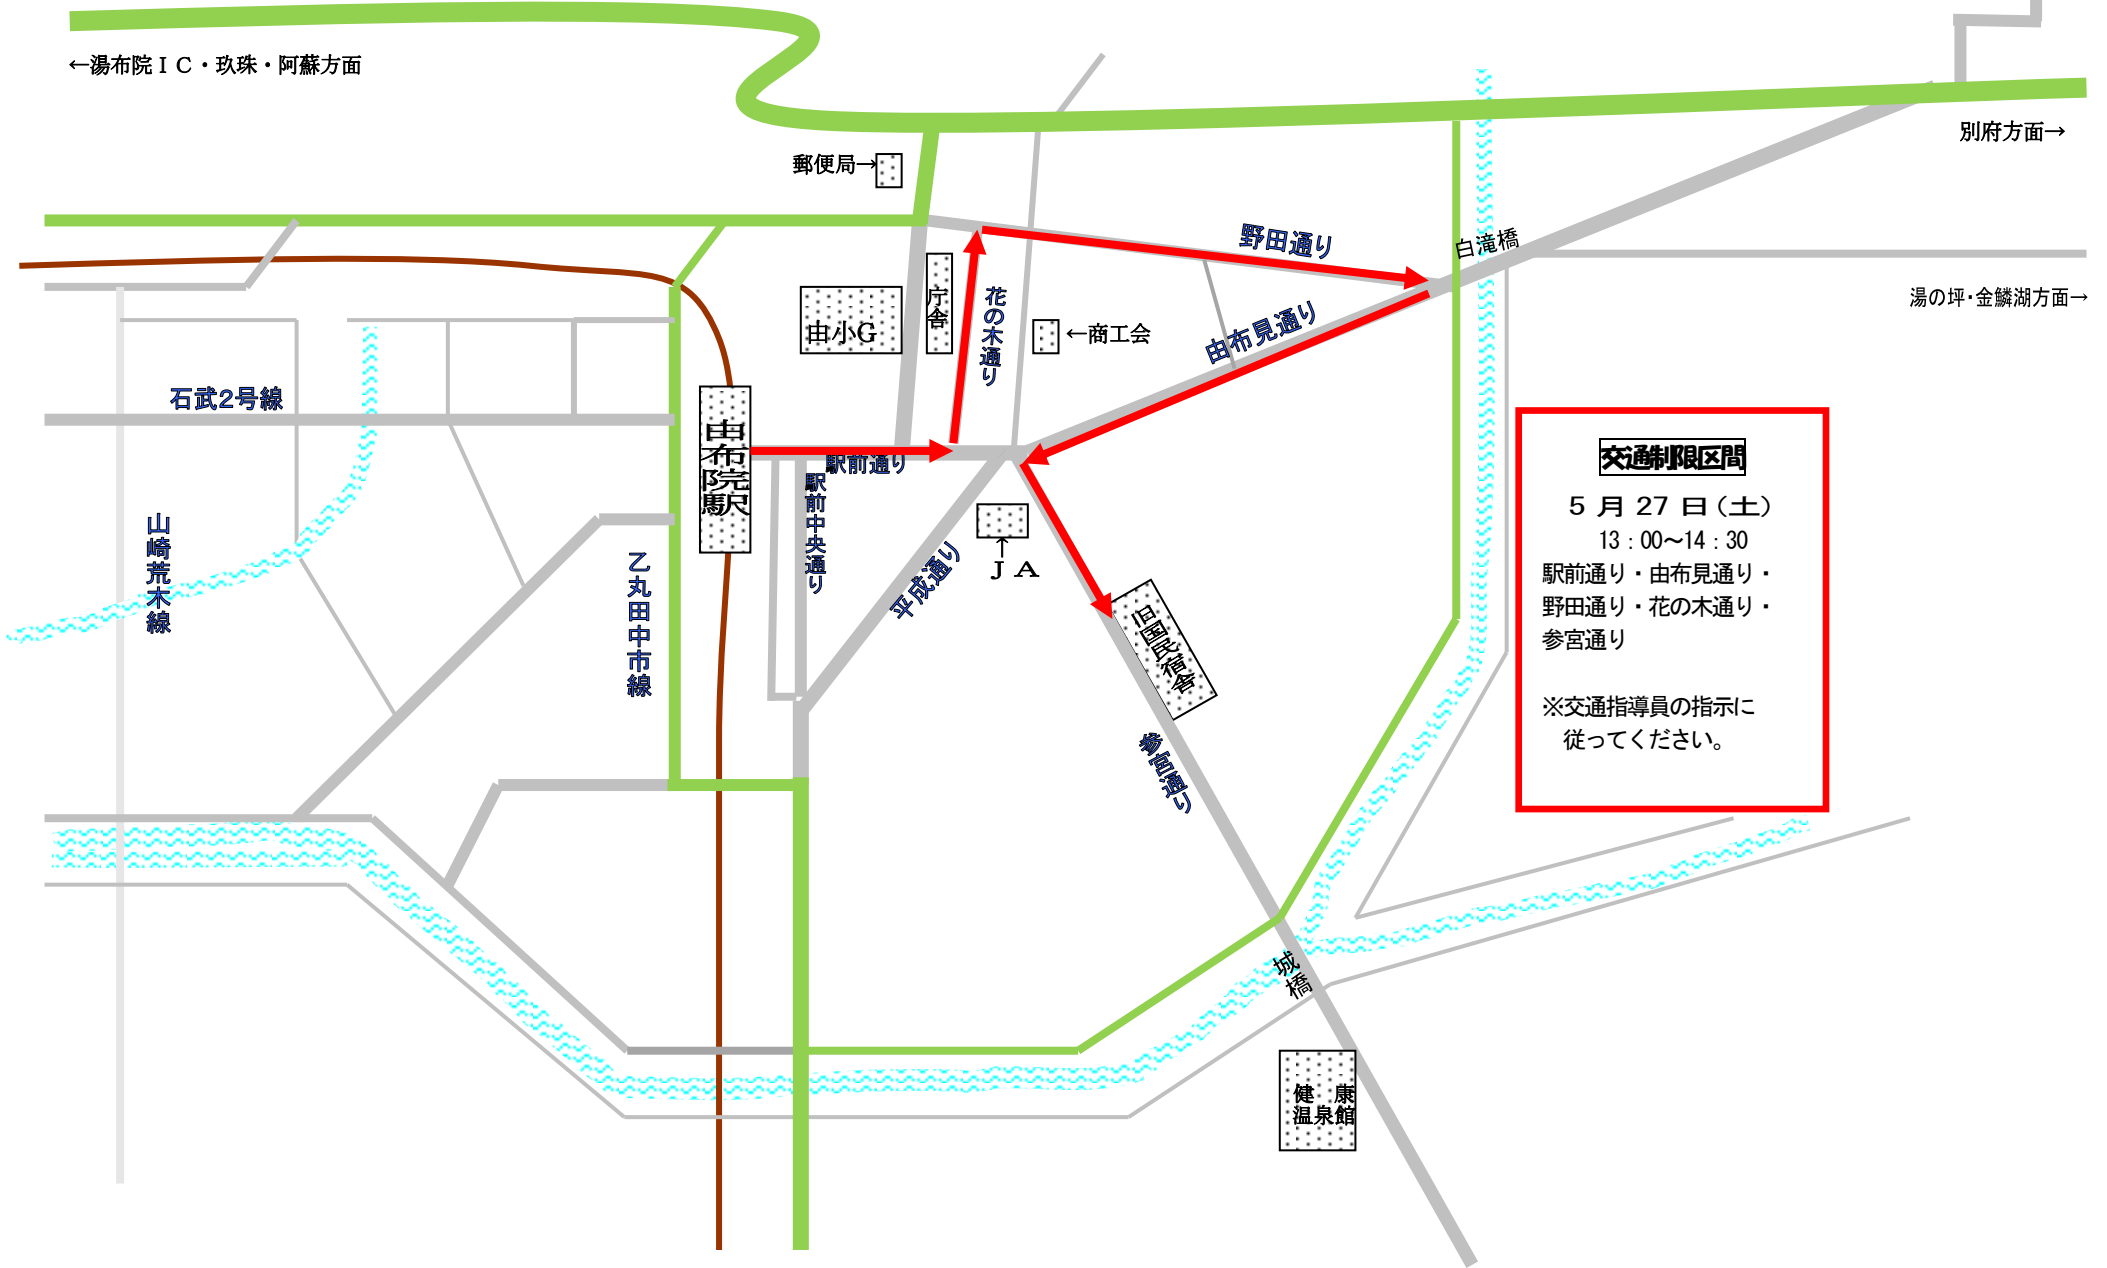 ←湯布院ＩＣ・玖珠・阿蘇方面
別府方面→
郵便局→
野田通り
白滝橋
湯の坪・金鱗湖方面→
庁舎
花の木通り
由小G
←商工会
由布見通り
石武2号線
由布院駅
駅前通り
駅前中央通り
山崎荒木線
乙丸田中市線
平成通り
↑
ＪＡ
旧国民宿舎
参宮通り
城橋
健　康
温泉館
交通制限区間
5 月 27 日（土）
13：00～14：30
駅前通り・由布見通り・
野田通り・花の木通り・
参宮通り
※交通指導員の指示に
従ってください。